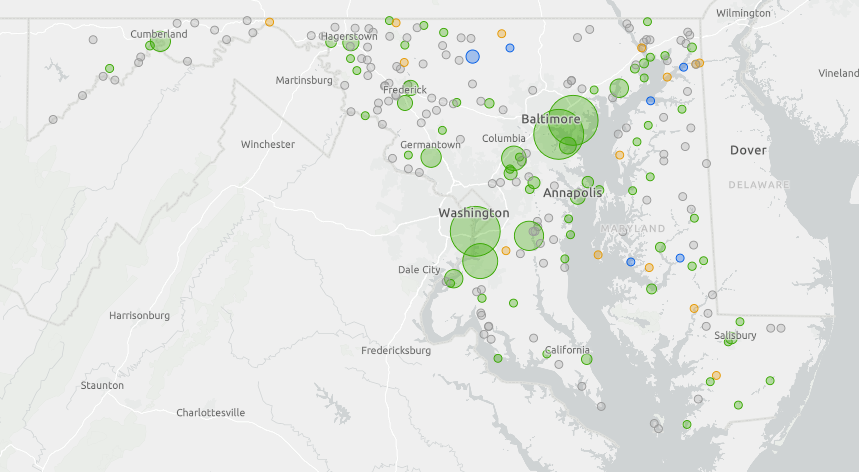 Wilmington
Cumberland
Hagerstown
Martinsburg
Vineland
Frederick
Baltimore
Columbia
Germantown
Winchester
Dover
DELAWARE
Annapolis
Washington
MARYLAND
Dale City
Harrisonburg
Salisbury
Fredericksburg
California
Staunton
Charlottesville